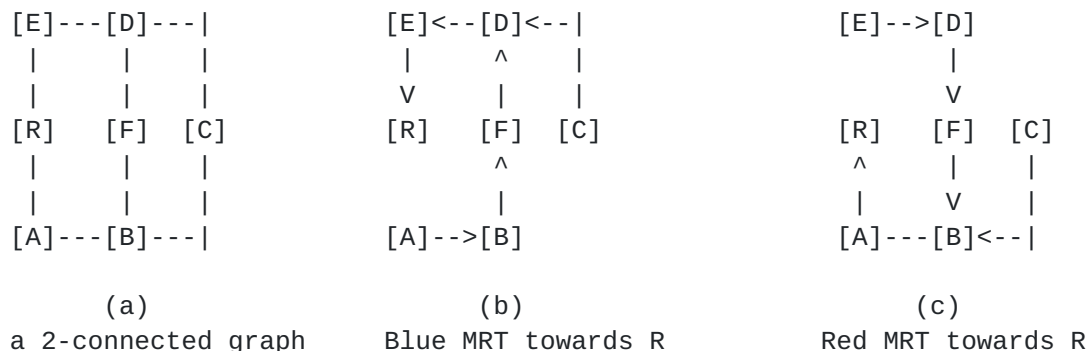 [E]---[D]---|          [E]<--[D]<--|               [E]-->[D]
 |     |    |           |     ^    |                      |
 |     |    |           V     |    |                      V
[R]   [F]  [C]         [R]   [F]  [C]              [R]   [F]  [C]
 |     |    |                 ^                     ^     |    |
 |     |    |                 |                     |     V    |
[A]---[B]---|          [A]-->[B]                   [A]---[B]<--|
(a)                    (b)                           (c)
a 2-connected graph     Blue MRT towards R          Red MRT towards R